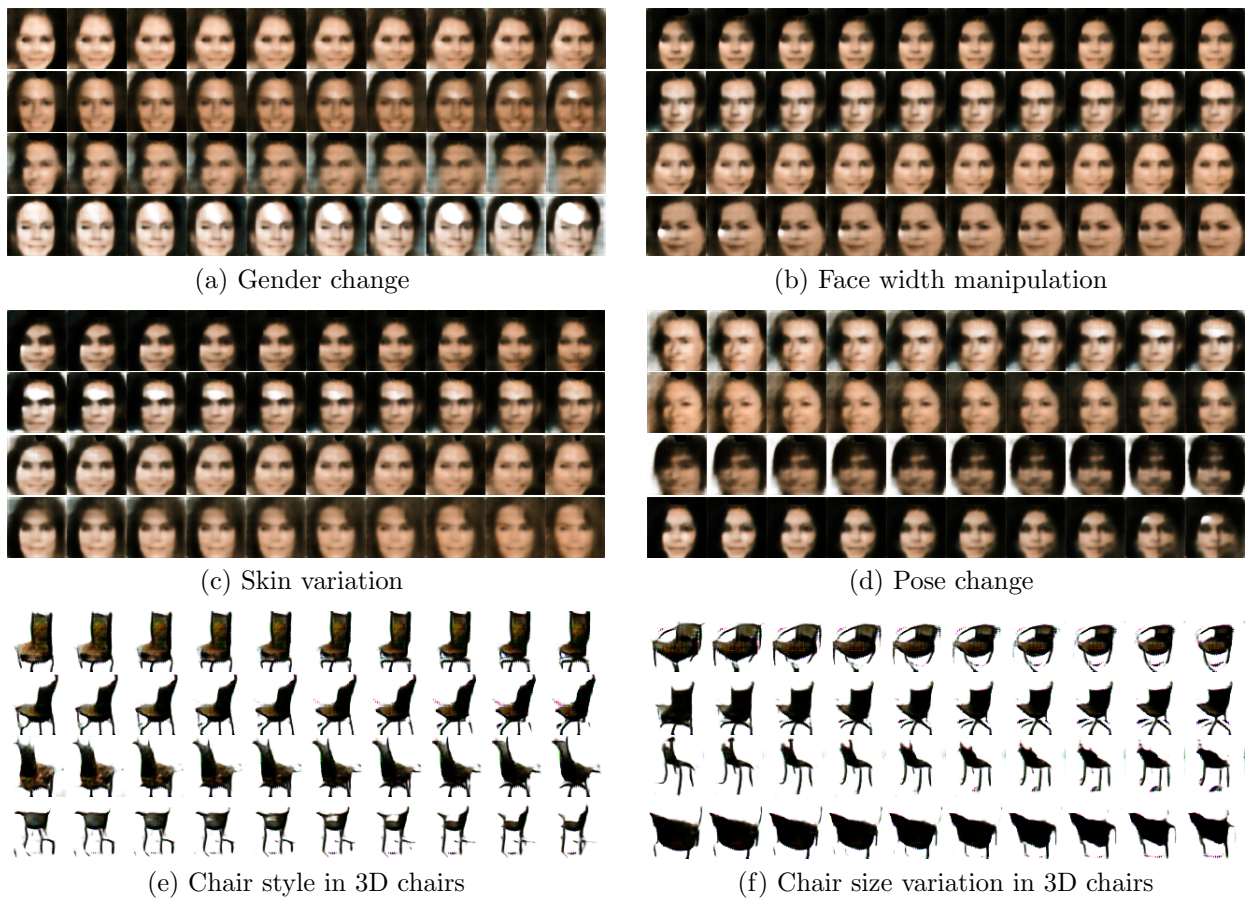 (a) Gender change
(b) Face width manipulation
(c) Skin variation
(d) Pose change
(e) Chair style in 3D chairs
(f) Chair size variation in 3D chairs